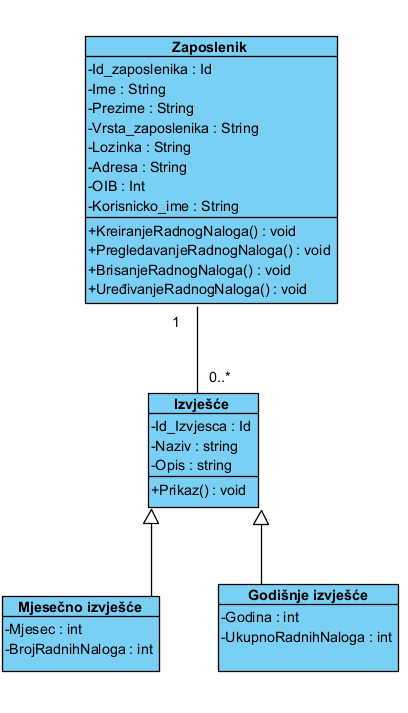 Zaposlenik
-Id_zaposlenika : Id
-Ime : String
-Prezime : String
-Vrsta_zaposlenika : String
-Lozinka : String
-Adresa : String
-OIB : Int
-Korisnicko_ime : String
+KreiranjeRadnogNaloga() : void
+PregledavanjeRadnogNaloga() : void
+BrisanjeRadnogNaloga() : void
+UređivanjeRadnogNaloga() : void
1
0..*
Izvješće
-Id_Izvjesca : Id
-Naziv : string
-Opis : string
+Prikaz() : void
Mjesečno izvješće
-Mjesec : int
-BrojRadnihNaloga : int
Godišnje izvješće
-Godina : int
-UkupnoRadnihNaloga : int